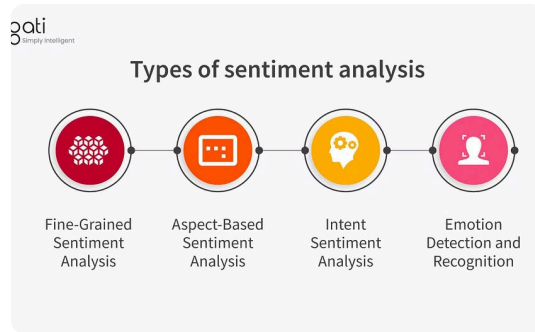 gati
Simply Intelligent
Types of sentiment analysis
Fine-Grained
Sentiment
Analysis
Aspect-Based
Sentiment
Analysis
Intent
Sentiment
Analysis
Emotion
Detection and
Recognition